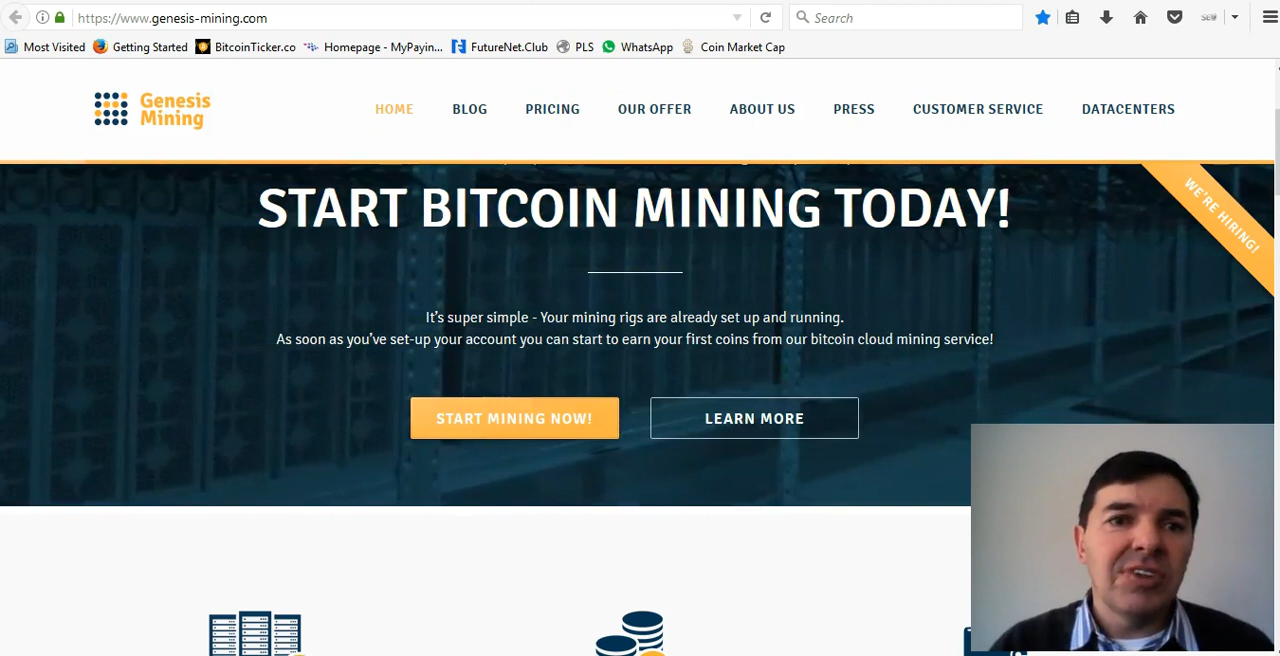 https://www.genesis-mining.com
Search
Most Visited Getting Started BitcoinTicker.co Homepage - MyPayin... FutureNet.Club PLS WhatsApp Coin Market Cap
Genesis
Mining
HOME BLOG PRICING OUR OFFER ABOUT US PRESS CUSTOMER SERVICE DATACENTERS
START BITCOIN MINING TODAY!
WE'RE HIRING!
It's super simple - Your mining rigs are already set up and running.
As soon as you've set-up your account you can start to earn your first coins from our bitcoin cloud mining service!
START MINING NOW! LEARN MORE